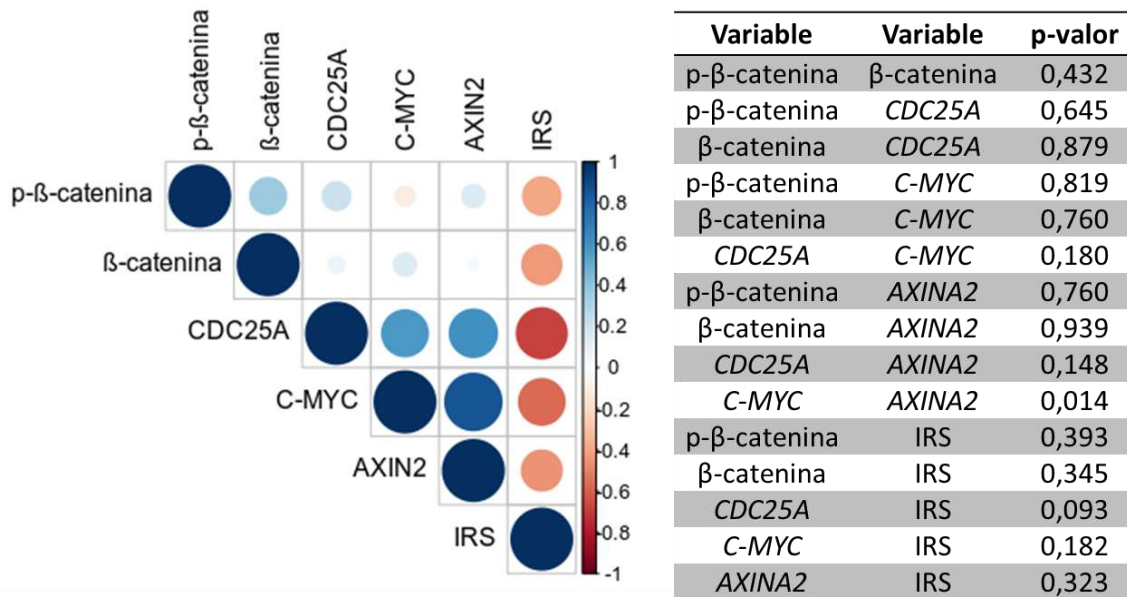 p-ß-catenina
ß-catenina
CDC25A
C-MYC
AXIN2
IRS
p-ß-catenina
ß-catenina
CDC25A
C-MYC
AXIN2
IRS
1
0.8
0.6
0.4
0.2
0
-0.2
-0.4
-0.6
-0.8
-1
Variable Variable p-valor
p-β-catenina β-catenina 0,432
p-β-catenina CDC25A 0,645
β-catenina CDC25A 0,879
p-β-catenina C-MYC 0,819
β-catenina C-MYC 0,760
CDC25A C-MYC 0,180
p-β-catenina AXINA2 0,760
β-catenina AXINA2 0,939
CDC25A AXINA2 0,148
C-MYC AXINA2 0,014
p-β-catenina IRS 0,393
β-catenina IRS 0,345
CDC25A IRS 0,093
C-MYC IRS 0,182
AXINA2 IRS 0,323